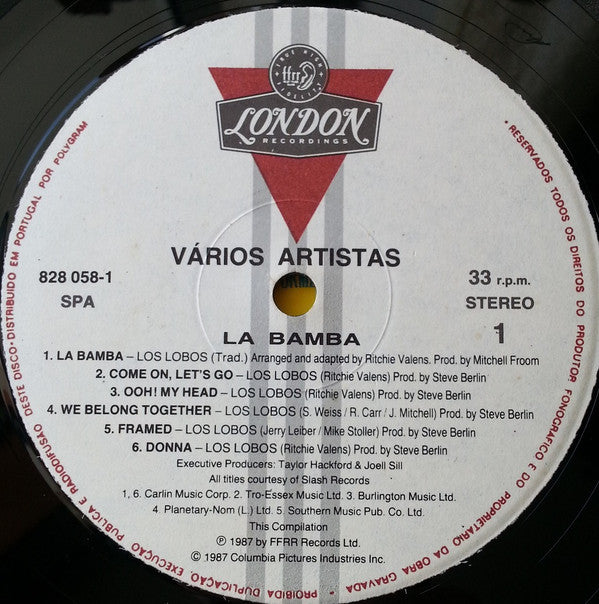 TRUE HIGH
ffrr
FIDELITY
LONDON
RECORDINGS
VÁRIOS ARTISTAS
828 058-1
SPA
33 r.p.m.
STEREO
1
LA BAMBA
1. LA BAMBA – LOS LOBOS (Trad.) Arranged and adapted by Ritchie Valens. Prod. by Mitchell Froom
2. COME ON, LET'S GO – LOS LOBOS (Ritchie Valens) Prod. by Steve Berlin
3. OOH! MY HEAD – LOS LOBOS (Ritchie Valens) Prod. by Steve Berlin
4. WE BELONG TOGETHER – LOS LOBOS (S. Weiss / R. Carr / J. Mitchell) Prod. by Steve Berlin
5. FRAMED – LOS LOBOS (Jerry Leiber / Mike Stoller) Prod. by Steve Berlin
6. DONNA – LOS LOBOS (Ritchie Valens) Prod. by Steve Berlin
Executive Producers: Taylor Hackford & Joell Sill
All titles courtesy of Slash Records
1, 6. Carlin Music Corp. 2. Tro-Essex Music Ltd. 3. Burlington Music Ltd.
4. Planetary-Nom (L.) Ltd. 5. Southern Music Pub. Co. Ltd.
This Compilation
℗ 1987 by FFRR Records Ltd.
© 1987 Columbia Pictures Industries Inc.
• RESERVADOS TODOS OS DIREITOS DO PRODUTOR FONOGRÁFICO E DO PROPRIETÁRIO DA OBRA GRAVADA • PROIBIDA DUPLICAÇÃO, EXECUÇÃO PÚBLICA E RADIODIFUSÃO DESTE DISCO • DISTRIBUIDO EM PORTUGAL POR POLYGRAM